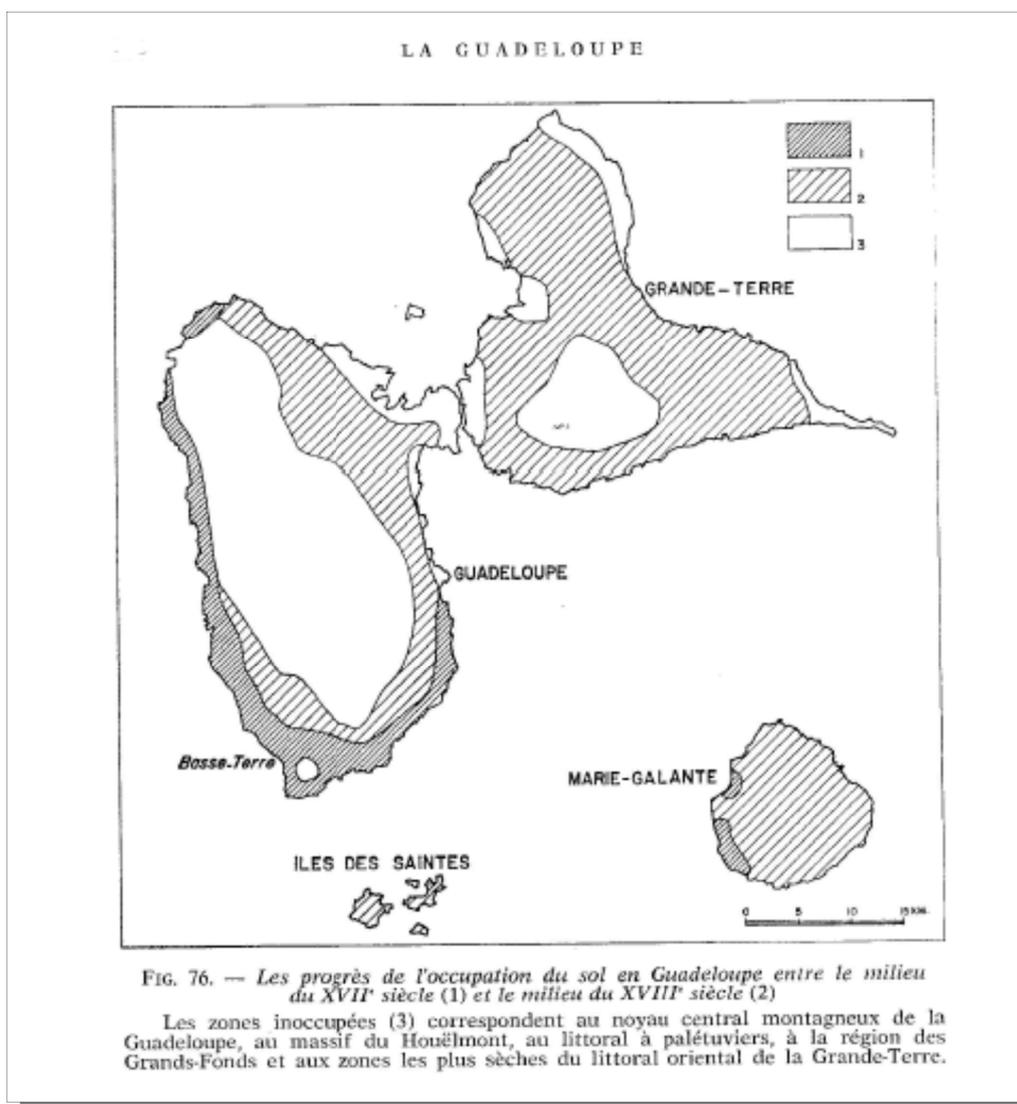 LA GUADELOUPE
1
2
3
GRANDE-TERRE
GUADELOUPE
Basse-Terre
MARIE-GALANTE
ILES DES SAINTES
0 5 10 15 KM.
FIG. 76. — Les progrès de l'occupation du sol en Guadeloupe entre le milieu
du XVIIe siècle (1) et le milieu du XVIIIe siècle (2)
Les zones inoccupées (3) correspondent au noyau central montagneux de la
Guadeloupe, au massif du Houëlmont, au littoral à palétuviers, à la région des
Grands-Fonds et aux zones les plus sèches du littoral oriental de la Grande-Terre.